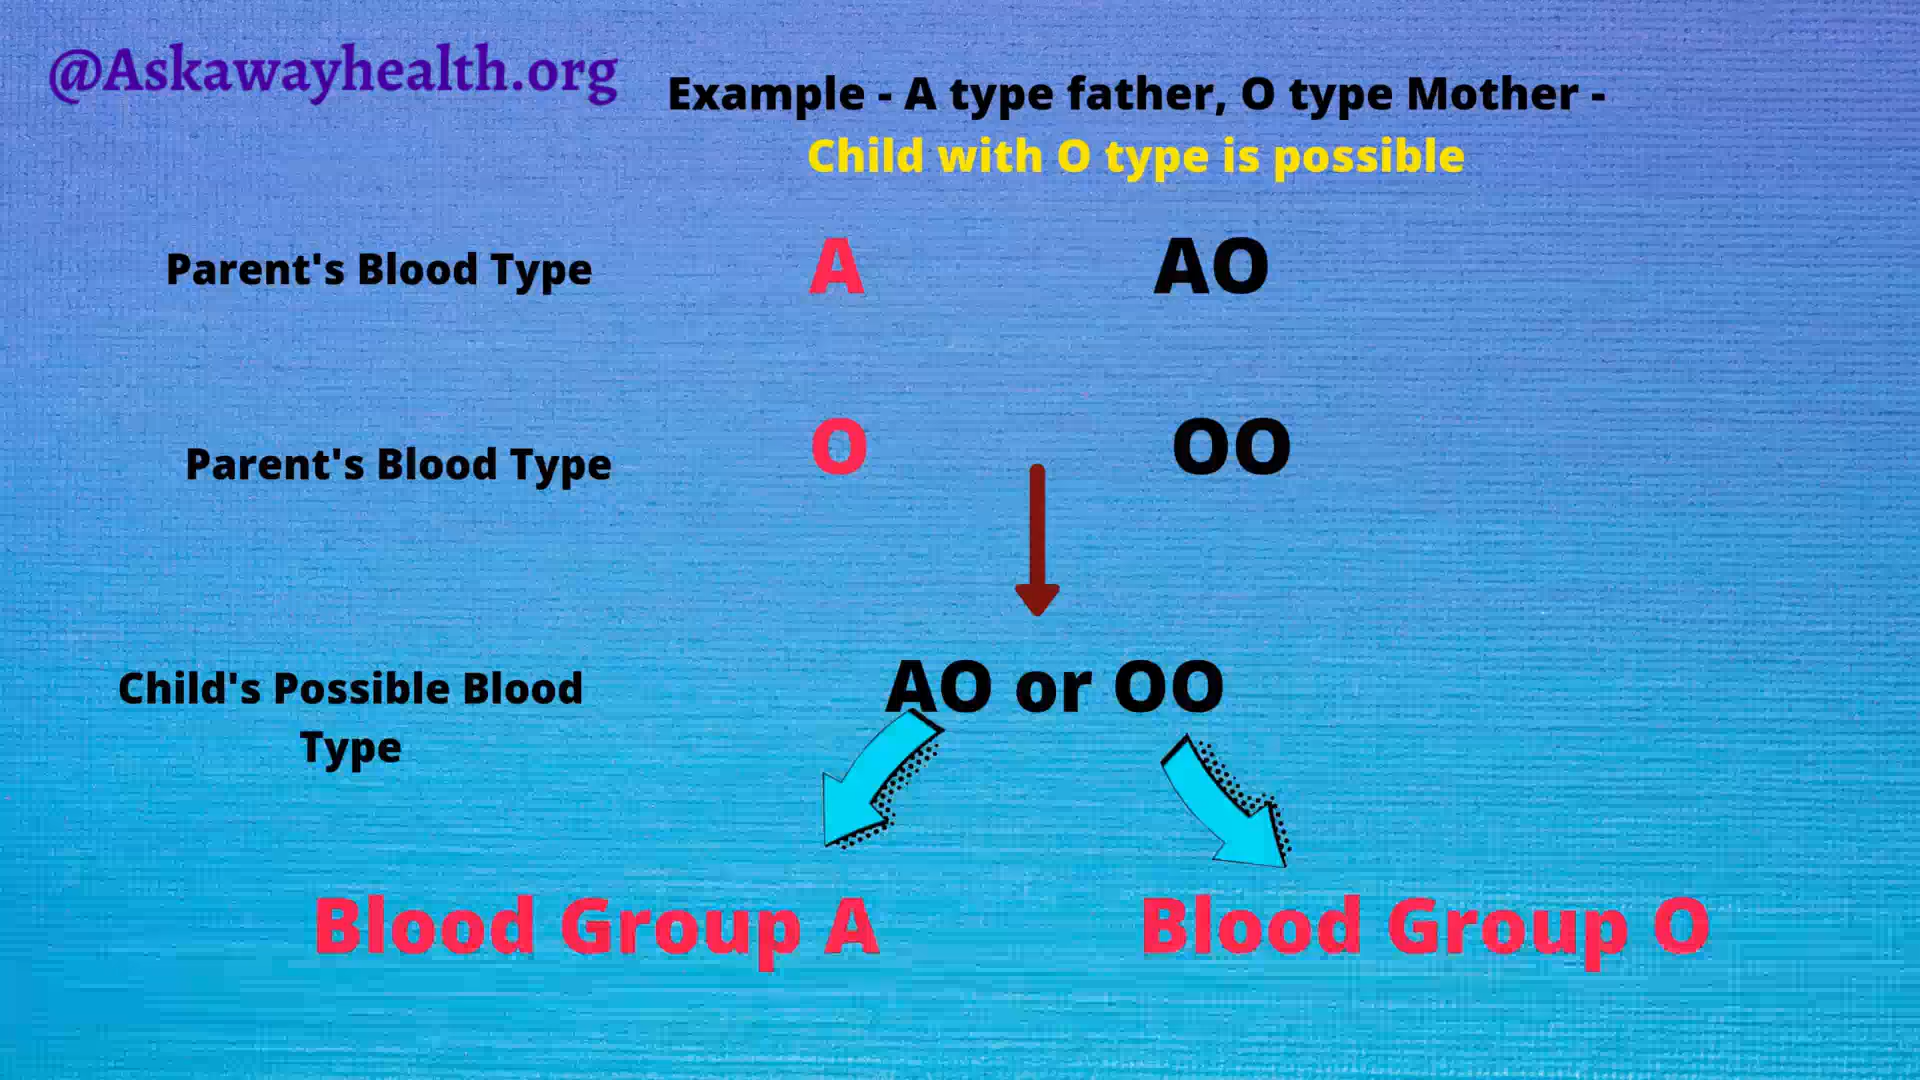 @Askawayhealth.org
Example - A type father, O type Mother -
Child with O type is possible
Parent's Blood Type A AO
Parent's Blood Type O OO
Child's Possible Blood
Type
AO or OO
Blood Group A Blood Group O